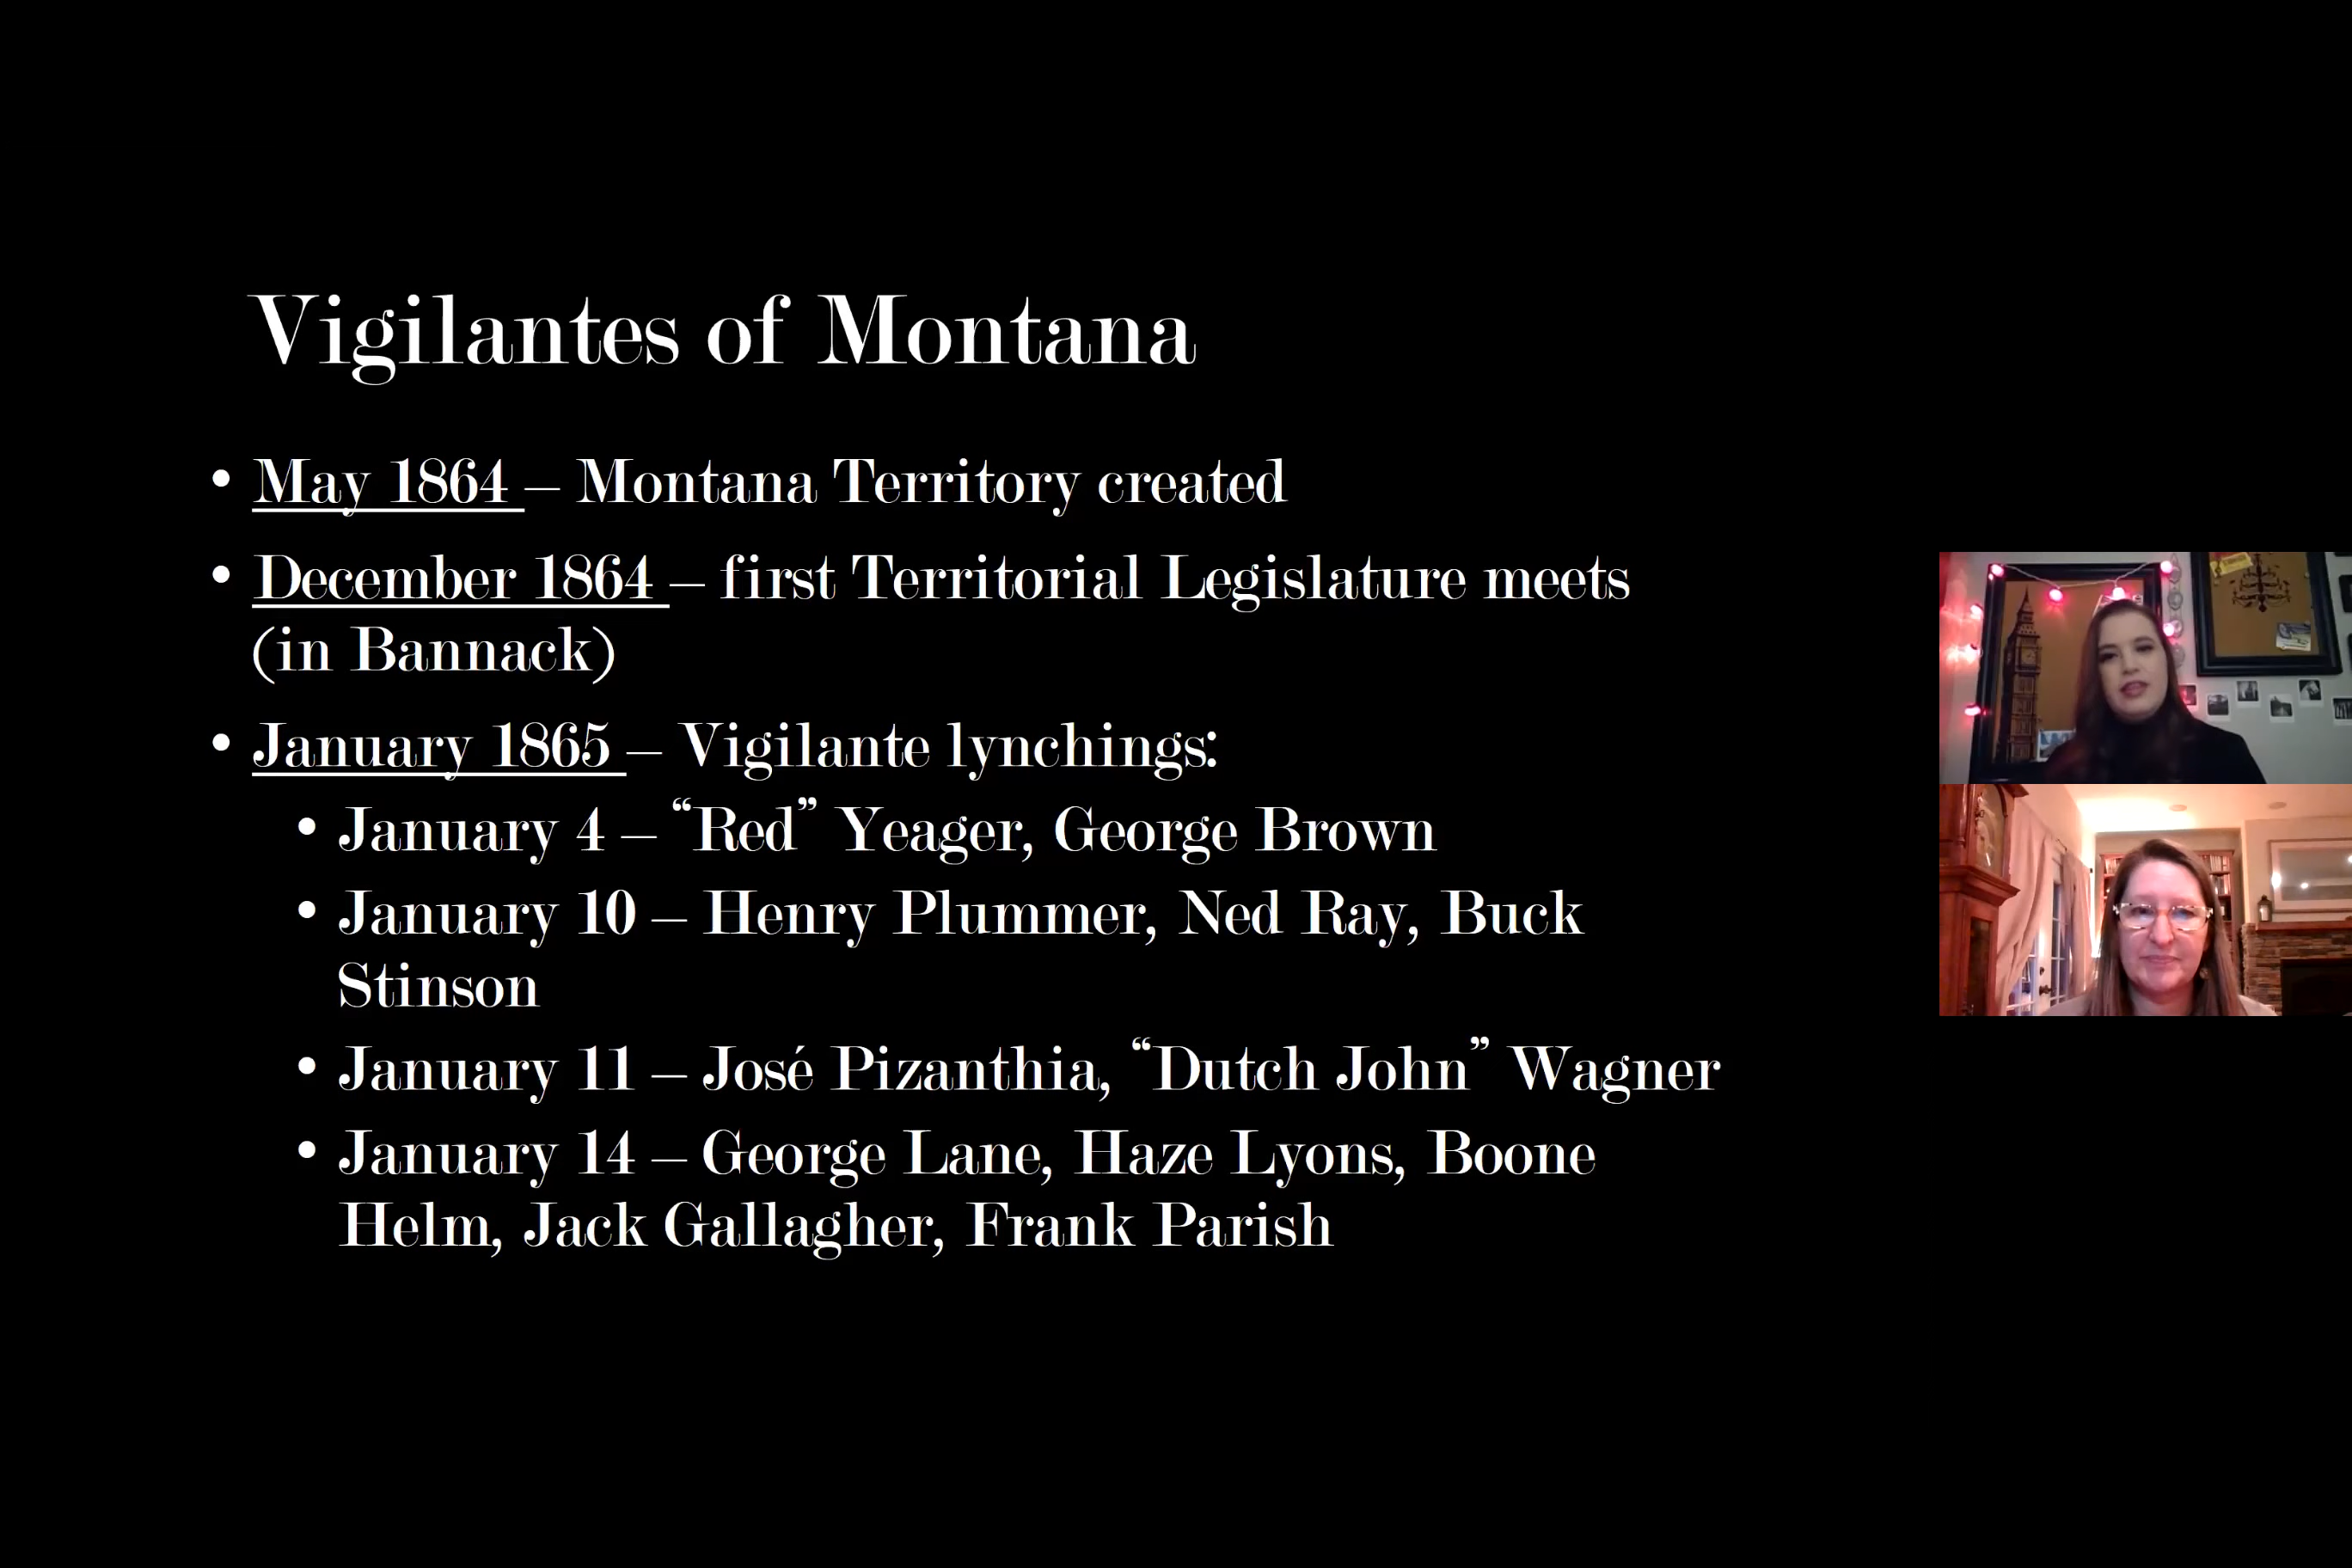 Vigilantes of Montana
• May 1864 – Montana Territory created
• December 1864 – first Territorial Legislature meets
(in Bannack)
• January 1865 – Vigilante lynchings:
• January 4 – “Red” Yeager, George Brown
• January 10 – Henry Plummer, Ned Ray, Buck
Stinson
• January 11 – José Pizanthia, “Dutch John” Wagner
• January 14 – George Lane, Haze Lyons, Boone
Helm, Jack Gallagher, Frank Parish